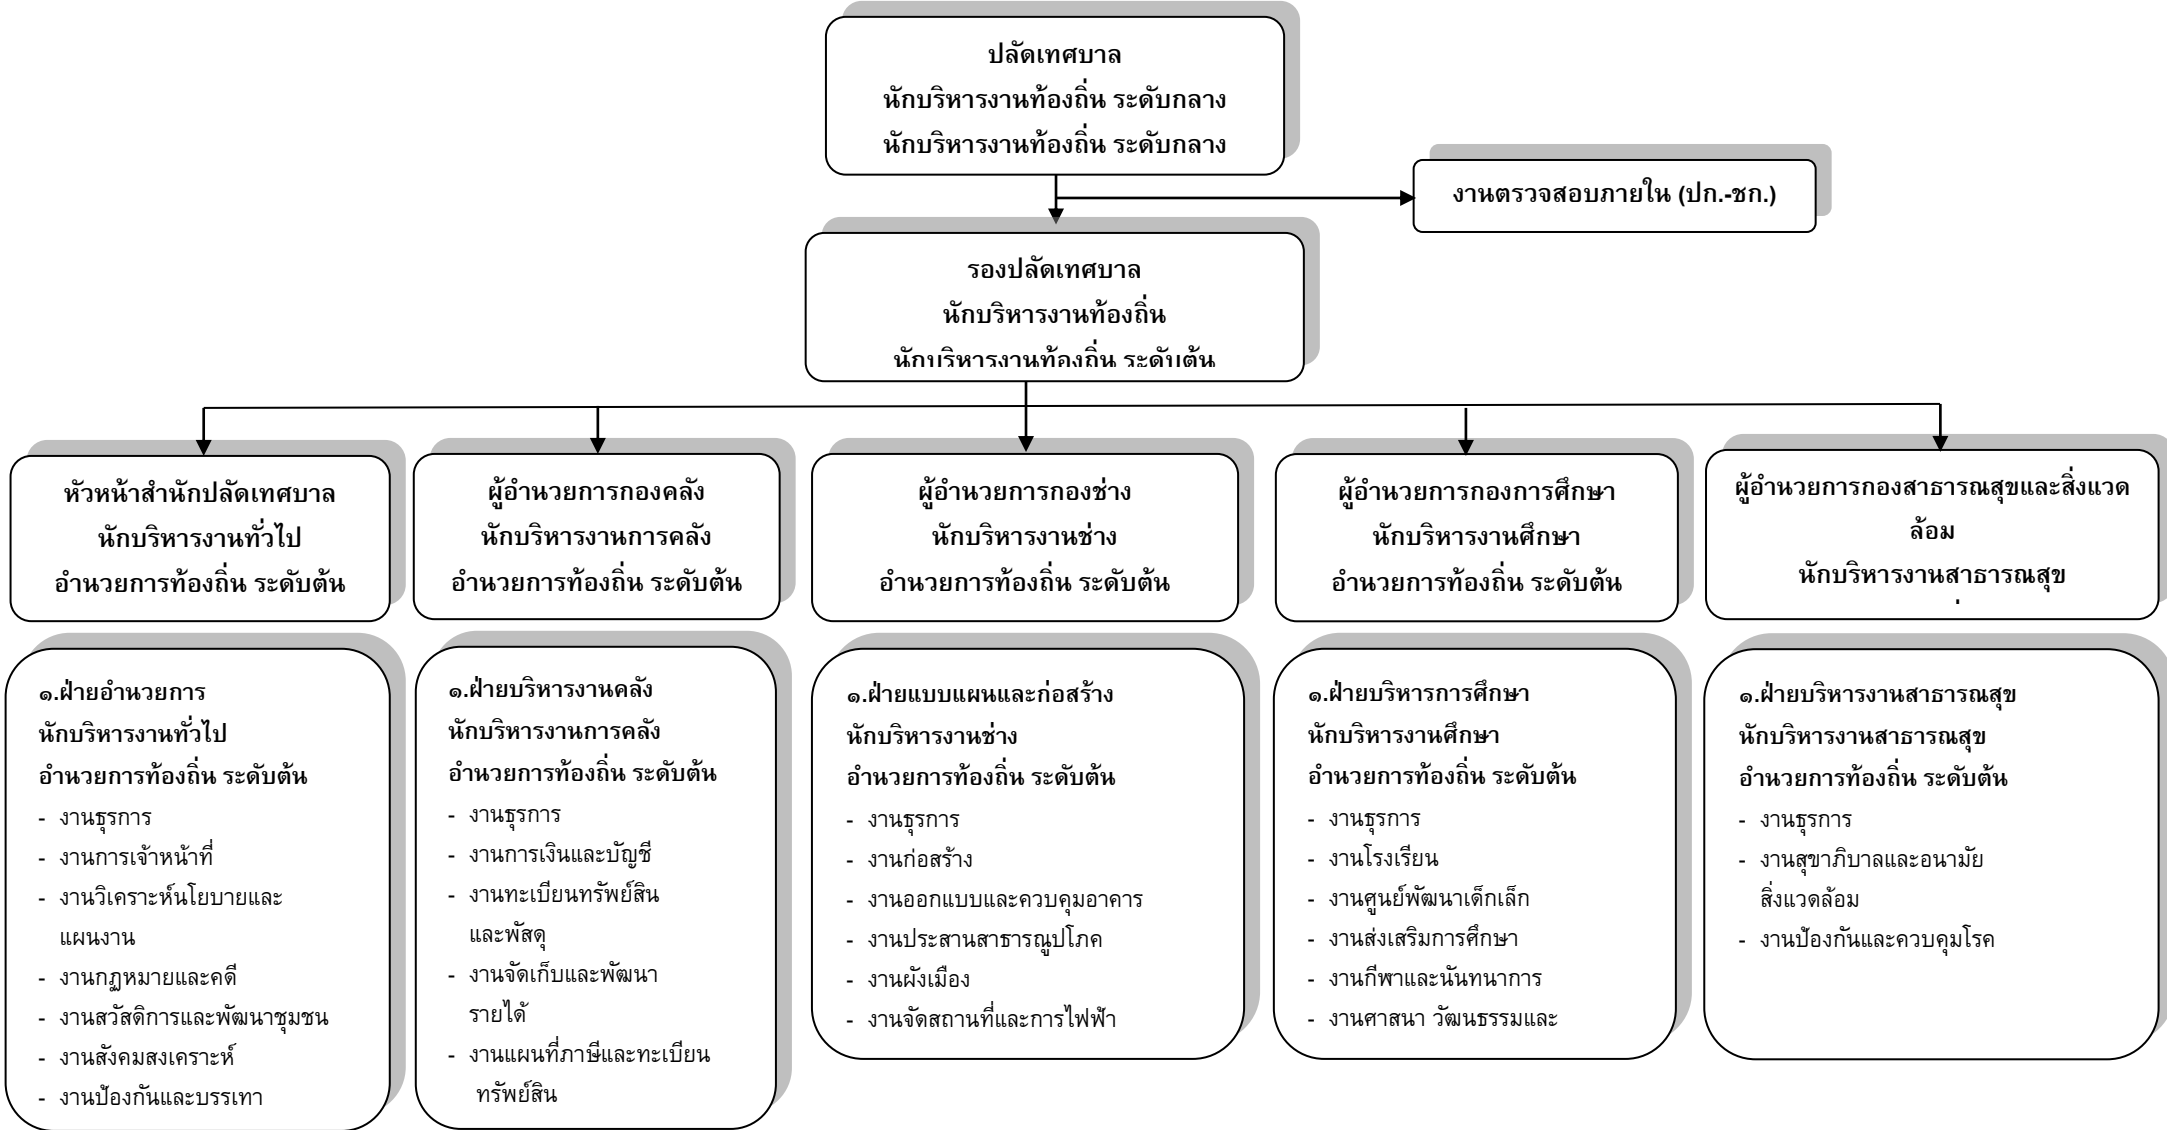 ปลัดเทศบาล
นักบริหารงานท้องถิ่น ระดับกลาง
นักบริหารงานท้องถิ่น ระดับกลาง
งานตรวจสอบภายใน (ปก.-ชก.)
รองปลัดเทศบาล
นักบริหารงานท้องถิ่น
นักบริหารงานท้องถิ่น ระดับต้น
หัวหน้าสำนักปลัดเทศบาล
นักบริหารงานทั่วไป
อำนวยการท้องถิ่น ระดับต้น
ผู้อำนวยการกองคลัง
นักบริหารงานการคลัง
อำนวยการท้องถิ่น ระดับต้น
ผู้อำนวยการกองช่าง
นักบริหารงานช่าง
อำนวยการท้องถิ่น ระดับต้น
ผู้อำนวยการกองการศึกษา
นักบริหารงานศึกษา
อำนวยการท้องถิ่น ระดับต้น
ผู้อำนวยการกองสาธารณสุขและสิ่งแวด
ล้อม
นักบริหารงานสาธารณสุข
๑.ฝ่ายอำนวยการ
นักบริหารงานทั่วไป
อำนวยการท้องถิ่น ระดับต้น
- งานธุรการ
- งานการเจ้าหน้าที่
- งานวิเคราะห์นโยบายและ
แผนงาน
- งานกฎหมายและคดี
- งานสวัสดิการและพัฒนาชุมชน
- งานสังคมสงเคราะห์
- งานป้องกันและบรรเทา
๑.ฝ่ายบริหารงานคลัง
นักบริหารงานการคลัง
อำนวยการท้องถิ่น ระดับต้น
- งานธุรการ
- งานการเงินและบัญชี
- งานทะเบียนทรัพย์สิน
และพัสดุ
- งานจัดเก็บและพัฒนา
รายได้
- งานแผนที่ภาษีและทะเบียน
ทรัพย์สิน
๑.ฝ่ายแบบแผนและก่อสร้าง
นักบริหารงานช่าง
อำนวยการท้องถิ่น ระดับต้น
- งานธุรการ
- งานก่อสร้าง
- งานออกแบบและควบคุมอาคาร
- งานประสานสาธารณูปโภค
- งานผังเมือง
- งานจัดสถานที่และการไฟฟ้า
๑.ฝ่ายบริหารการศึกษา
นักบริหารงานศึกษา
อำนวยการท้องถิ่น ระดับต้น
- งานธุรการ
- งานโรงเรียน
- งานศูนย์พัฒนาเด็กเล็ก
- งานส่งเสริมการศึกษา
- งานกีฬาและนันทนาการ
- งานศาสนา วัฒนธรรมและ
๑.ฝ่ายบริหารงานสาธารณสุข
นักบริหารงานสาธารณสุข
อำนวยการท้องถิ่น ระดับต้น
- งานธุรการ
- งานสุขาภิบาลและอนามัย
สิ่งแวดล้อม
- งานป้องกันและควบคุมโรค